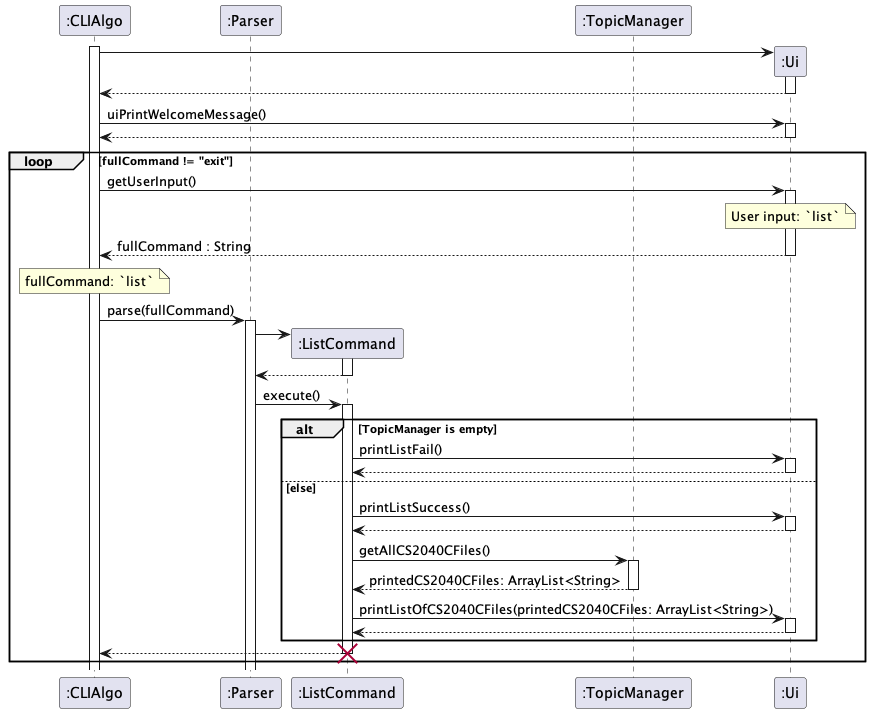 :CLIAlgo
:Parser
:TopicManager
:Ui
uiPrintWelcomeMessage()
loop
[fullCommand != "exit"]
getUserInput()
User input: `list`
fullCommand : String
fullCommand: `list`
parse(fullCommand)
:ListCommand
execute()
alt
[TopicManager is empty]
printListFail()
[else]
printListSuccess()
getAllCS2040CFiles()
printedCS2040CFiles: ArrayList<String>
printListOfCS2040CFiles(printedCS2040CFiles: ArrayList<String>)
:CLIAlgo
:Parser
:ListCommand
:TopicManager
:Ui